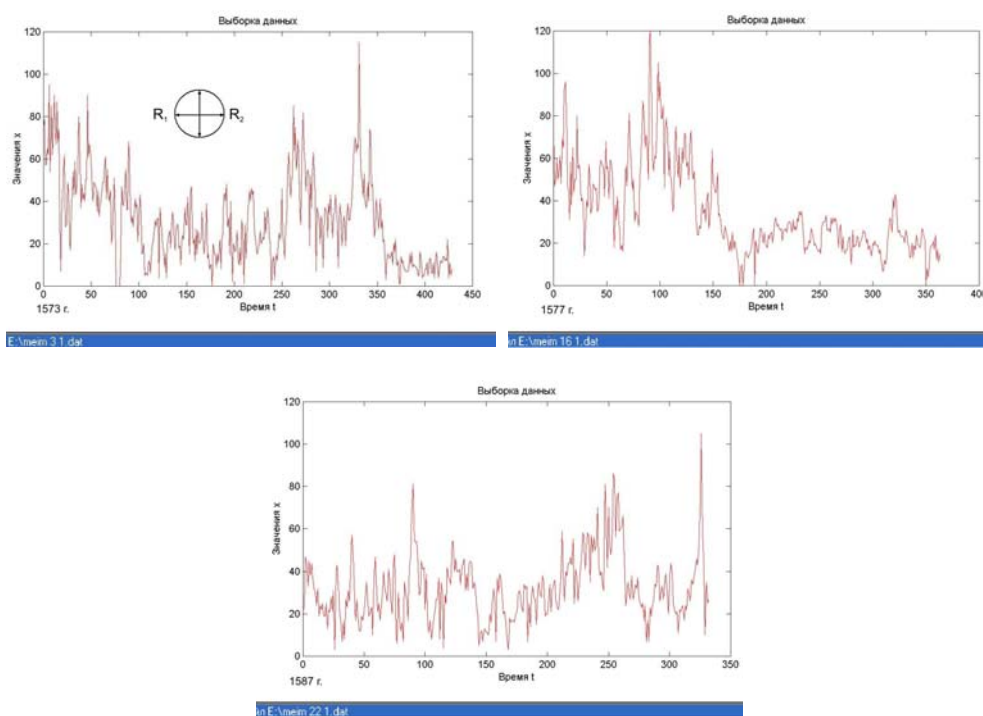 Выборка данных
120
100
80
60
40
20
0
Значения x
R₁ R₂
0 50 100 150 200 250 300 350 400 450
Время t
1573 г.
E:\meim 3 1.dat
Выборка данных
120
100
80
60
40
20
0
Значения x
0 50 100 150 200 250 300 350 400
Время t
1577 г.
E:\meim 16 1.dat
Выборка данных
120
100
80
60
40
20
0
Значения x
0 50 100 150 200 250 300 350
Время t
1587 г.
E:\meim 22 1.dat